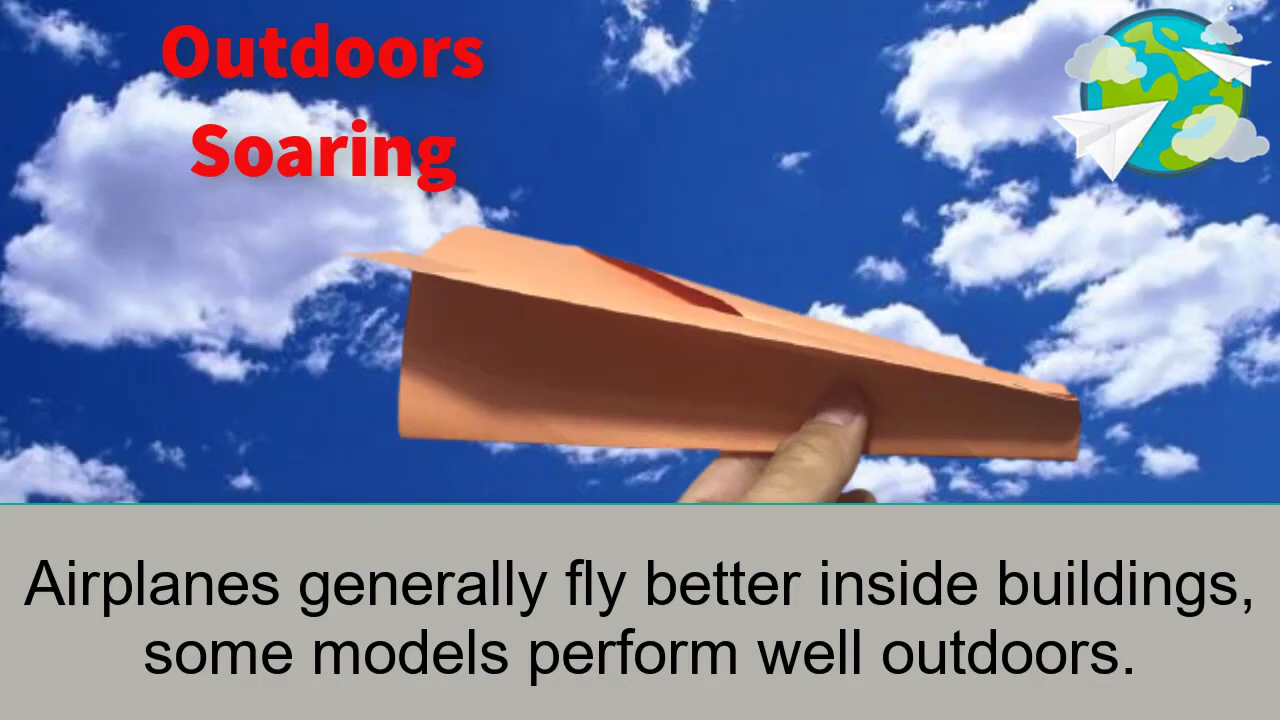 Outdoors
Soaring
Airplanes generally fly better inside buildings,
some models perform well outdoors.